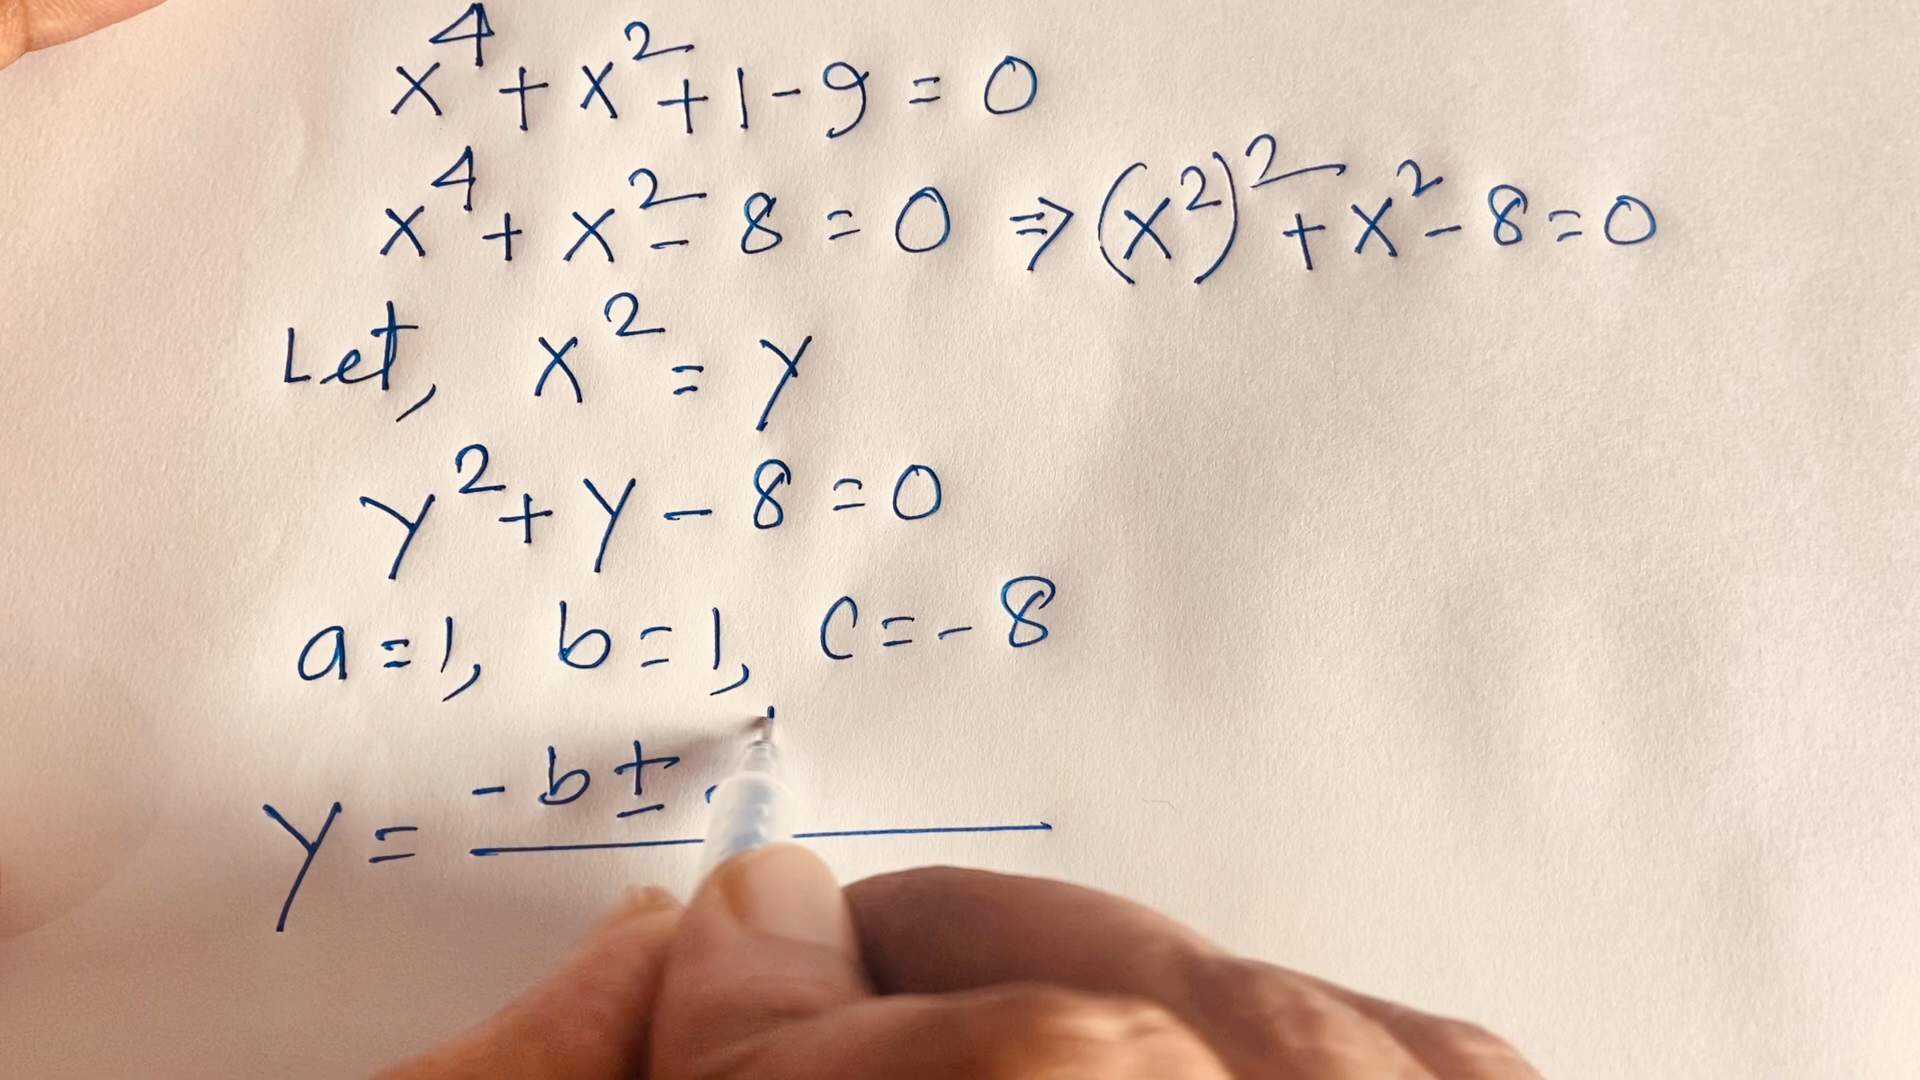 x⁴ + x² + 1 - 9 = 0
x⁴ + x² - 8 = 0 ⇒ (x²)² + x² - 8 = 0
Let, x² = y
y² + y - 8 = 0
a = 1, b = 1, c = - 8
y = - b ±